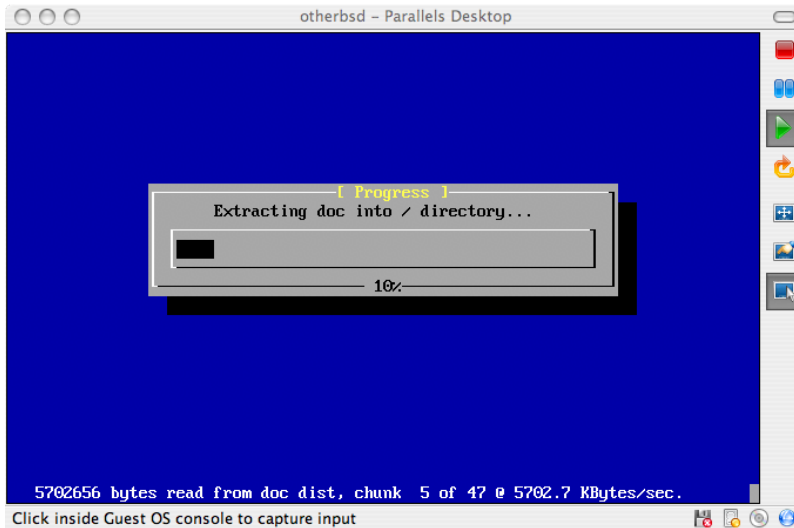 otherbsd – Parallels Desktop
[ Progress ]
Extracting doc into / directory...
10%
5702656 bytes read from doc dist, chunk  5 of 47 @ 5702.7 KBytes/sec.
Click inside Guest OS console to capture input